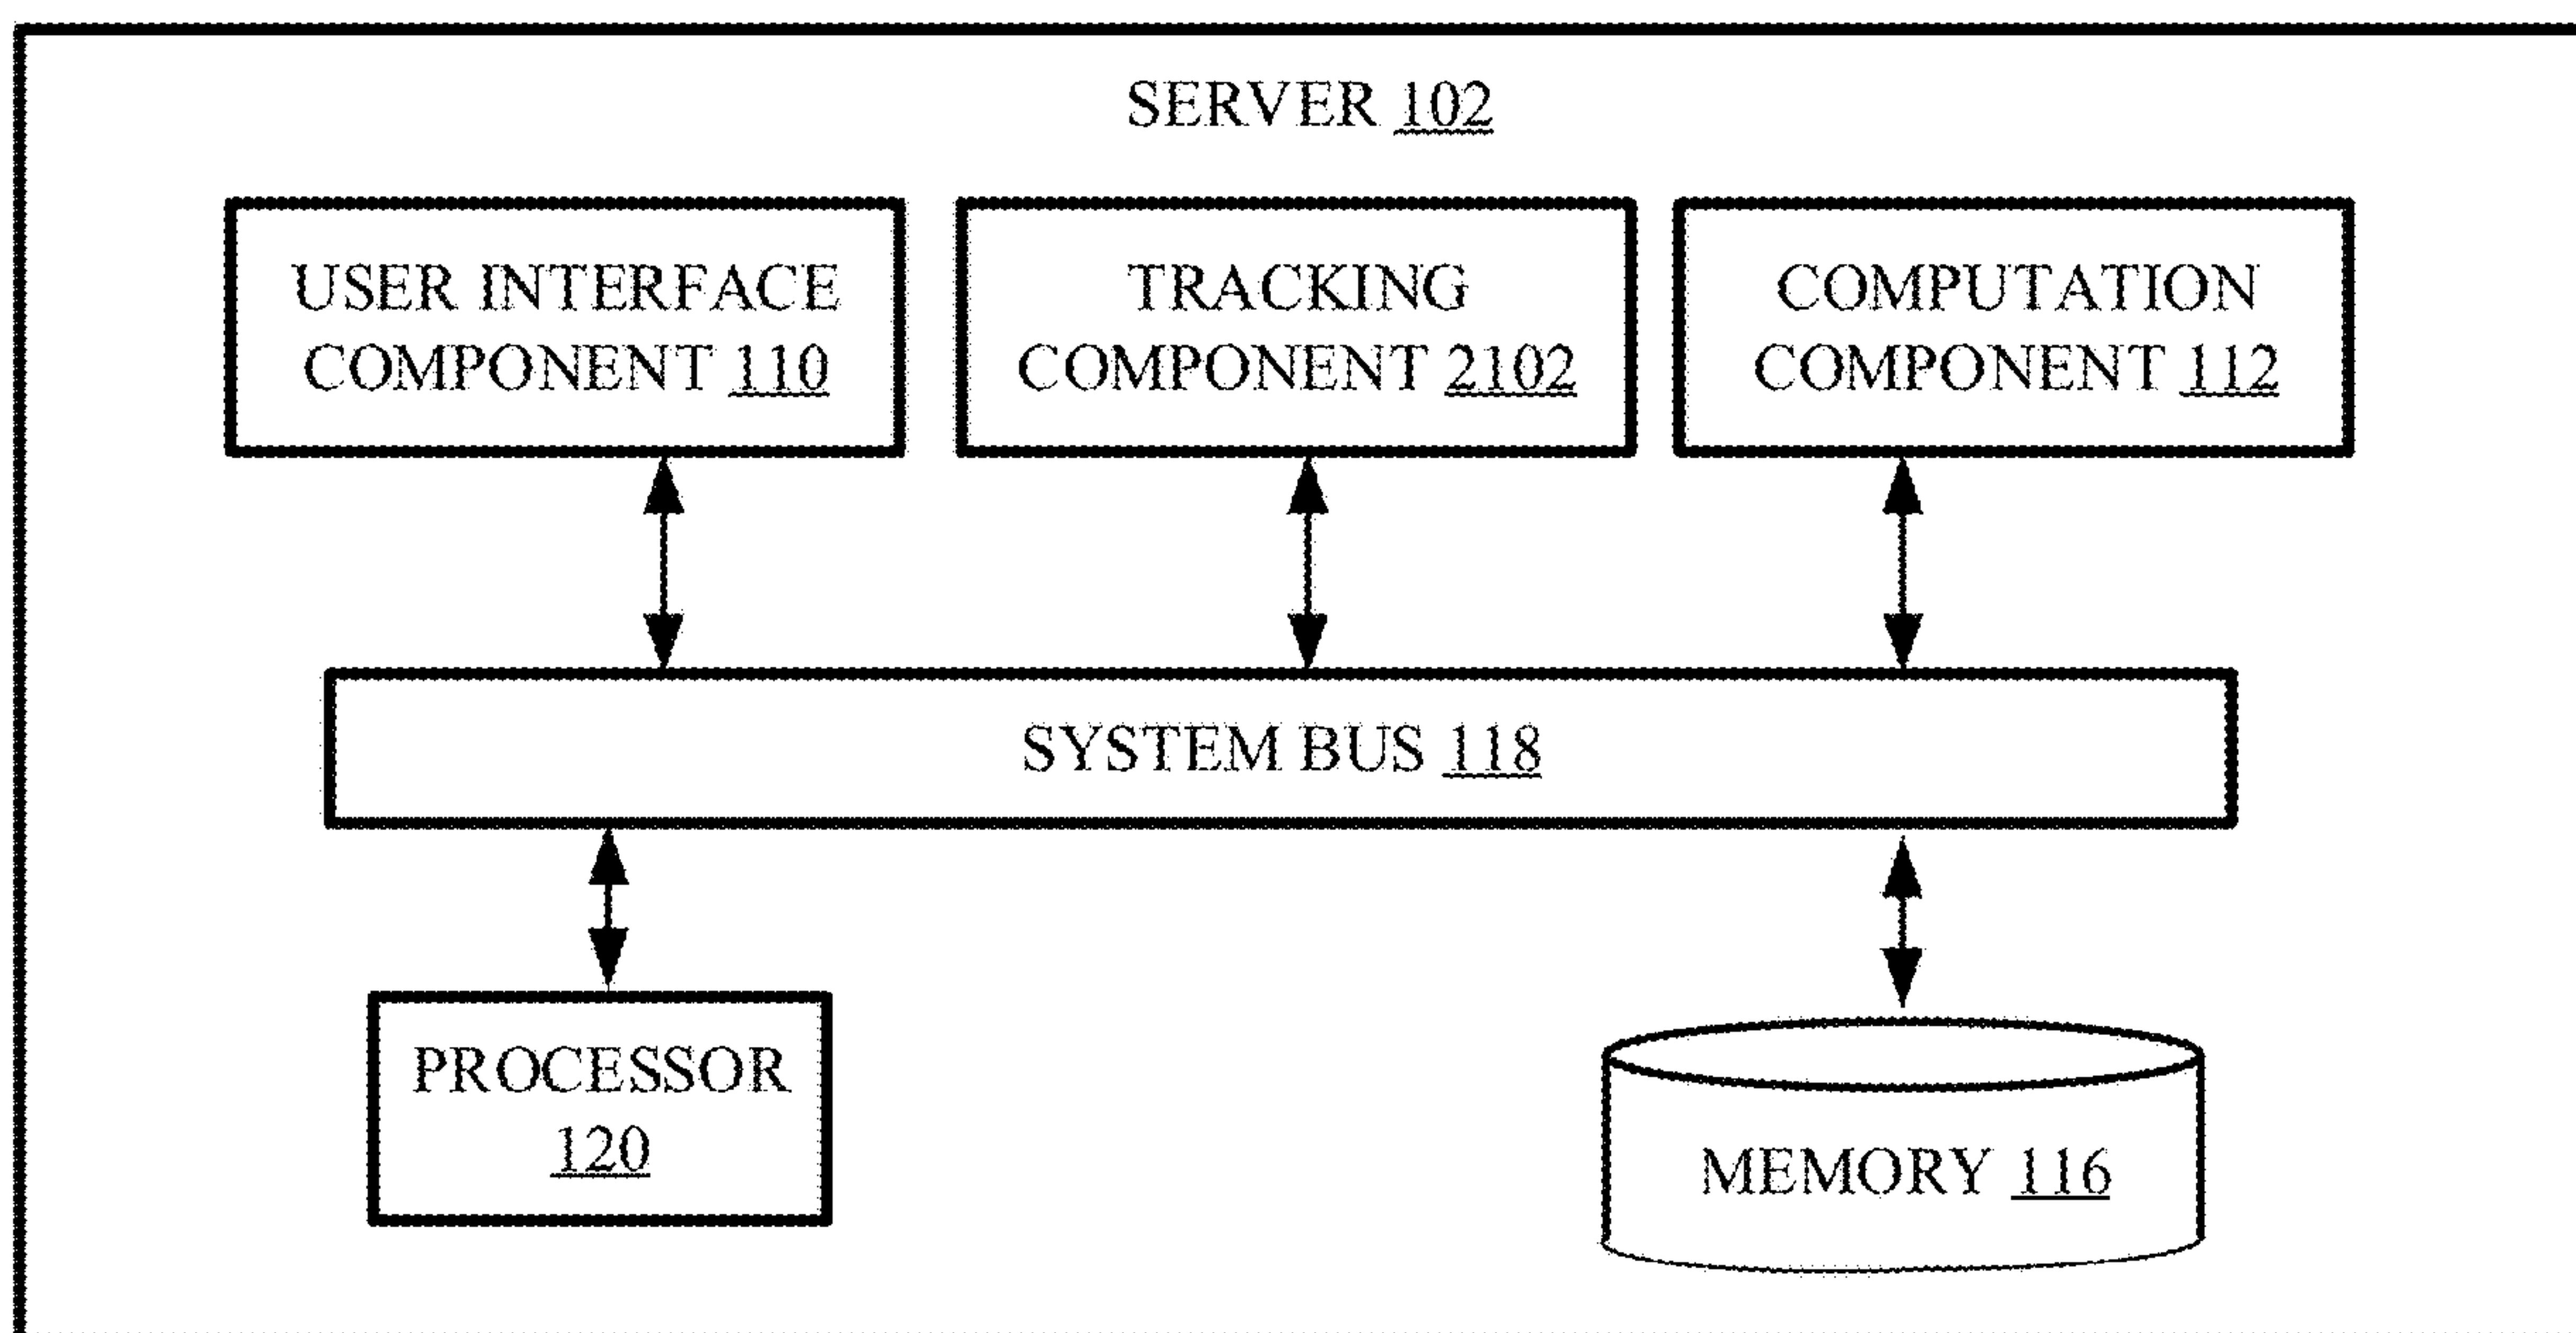 SERVER 102
USER INTERFACE
COMPONENT 110
TRACKING
COMPONENT 2102
COMPUTATION
COMPONENT 112
SYSTEM BUS 118
PROCESSOR
120
MEMORY 116